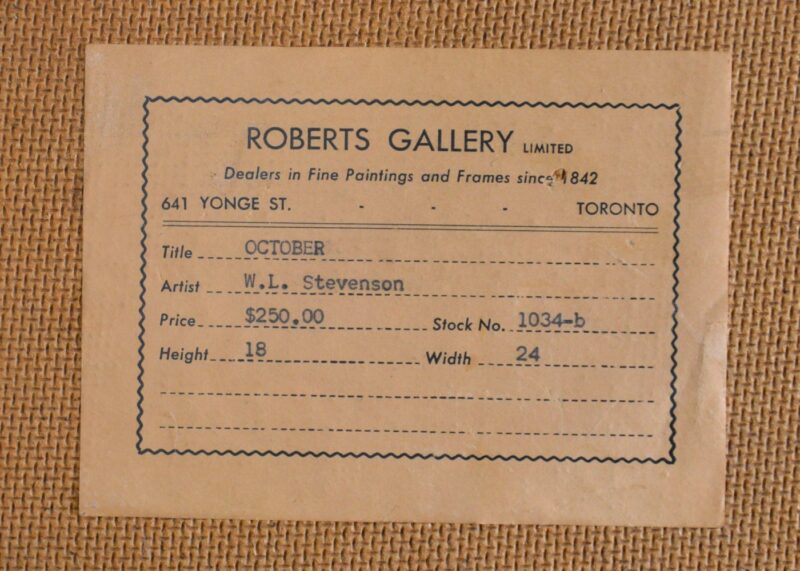 ROBERTS GALLERY LIMITED
Dealers in Fine Paintings and Frames since 1842
641 YONGE ST. - - - TORONTO
Title OCTOBER
Artist W.L. Stevenson
Price $250.00 Stock No. 1034-b
Height 18 Width 24